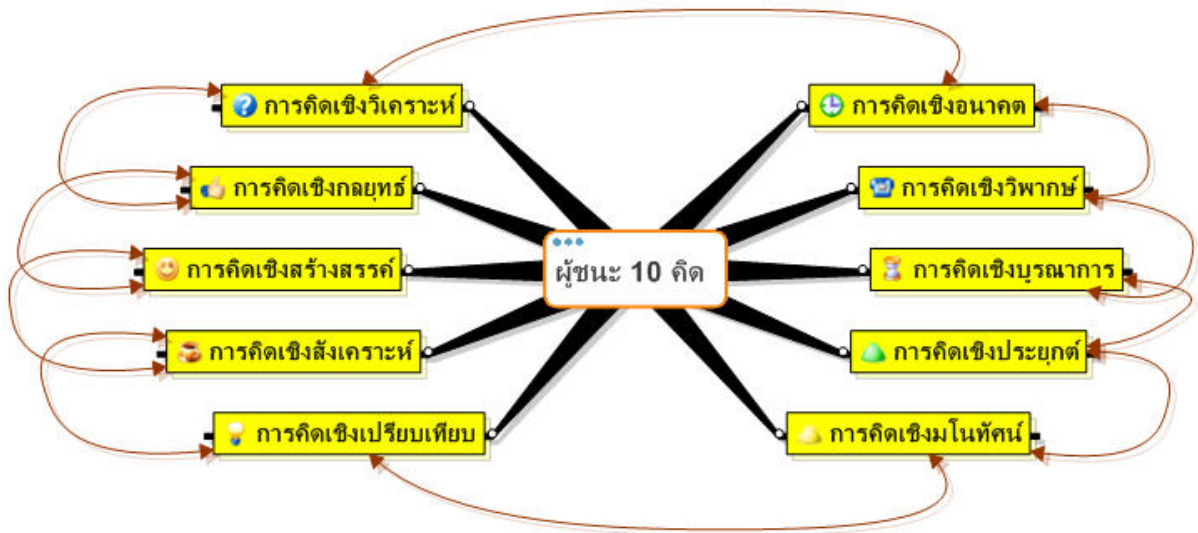 การคิดเชิงวิเคราะห์
การคิดเชิงกลยุทธ์
การคิดเชิงสร้างสรรค์
การคิดเชิงสังเคราะห์
การคิดเชิงเปรียบเทียบ
ผู้ชนะ 10 คิด
การคิดเชิงอนาคต
การคิดเชิงวิพากษ์
การคิดเชิงบูรณาการ
การคิดเชิงประยุกต์
การคิดเชิงมโนทัศน์